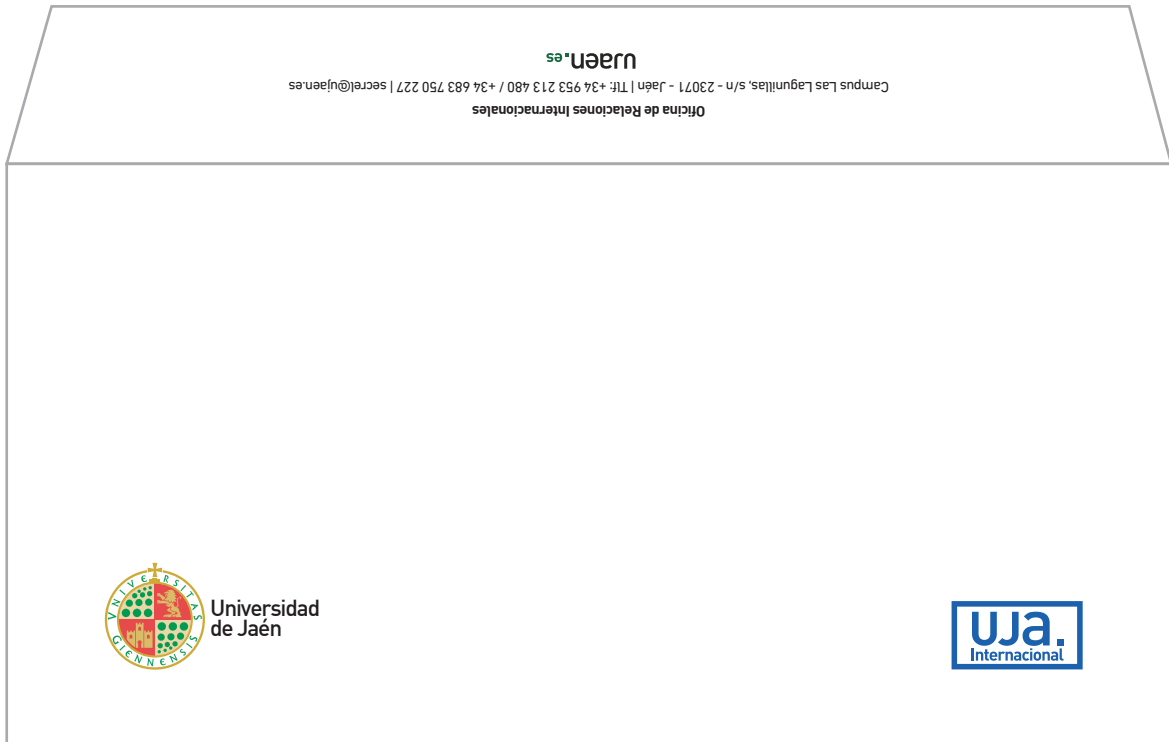 Oficina de Relaciones Internacionales
Campus Las Lagunillas, s/n - 23071 - Jaén | Tlf: +34 953 213 480 / +34 683 750 227 | secrel@ujaen.es
ujaen.es
VNIVERSITAS GIENNENSIS
Universidad
de Jaén
uja.
Internacional